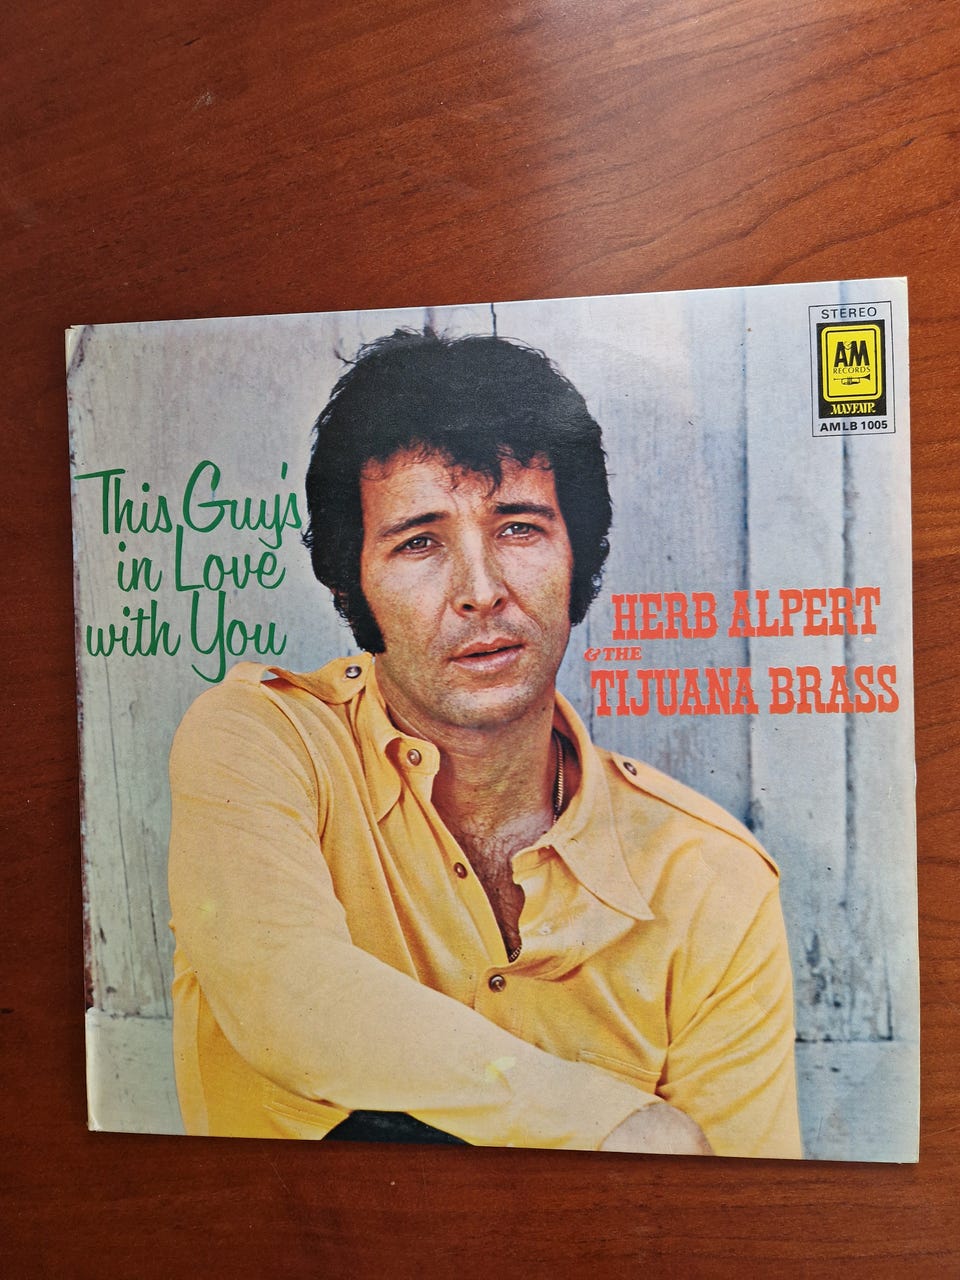 STEREO
A&M
RECORDS
MAYFAIR
AMLB 1005
This Guy's
in Love
with You
HERB ALPERT
& THE
TIJUANA BRASS